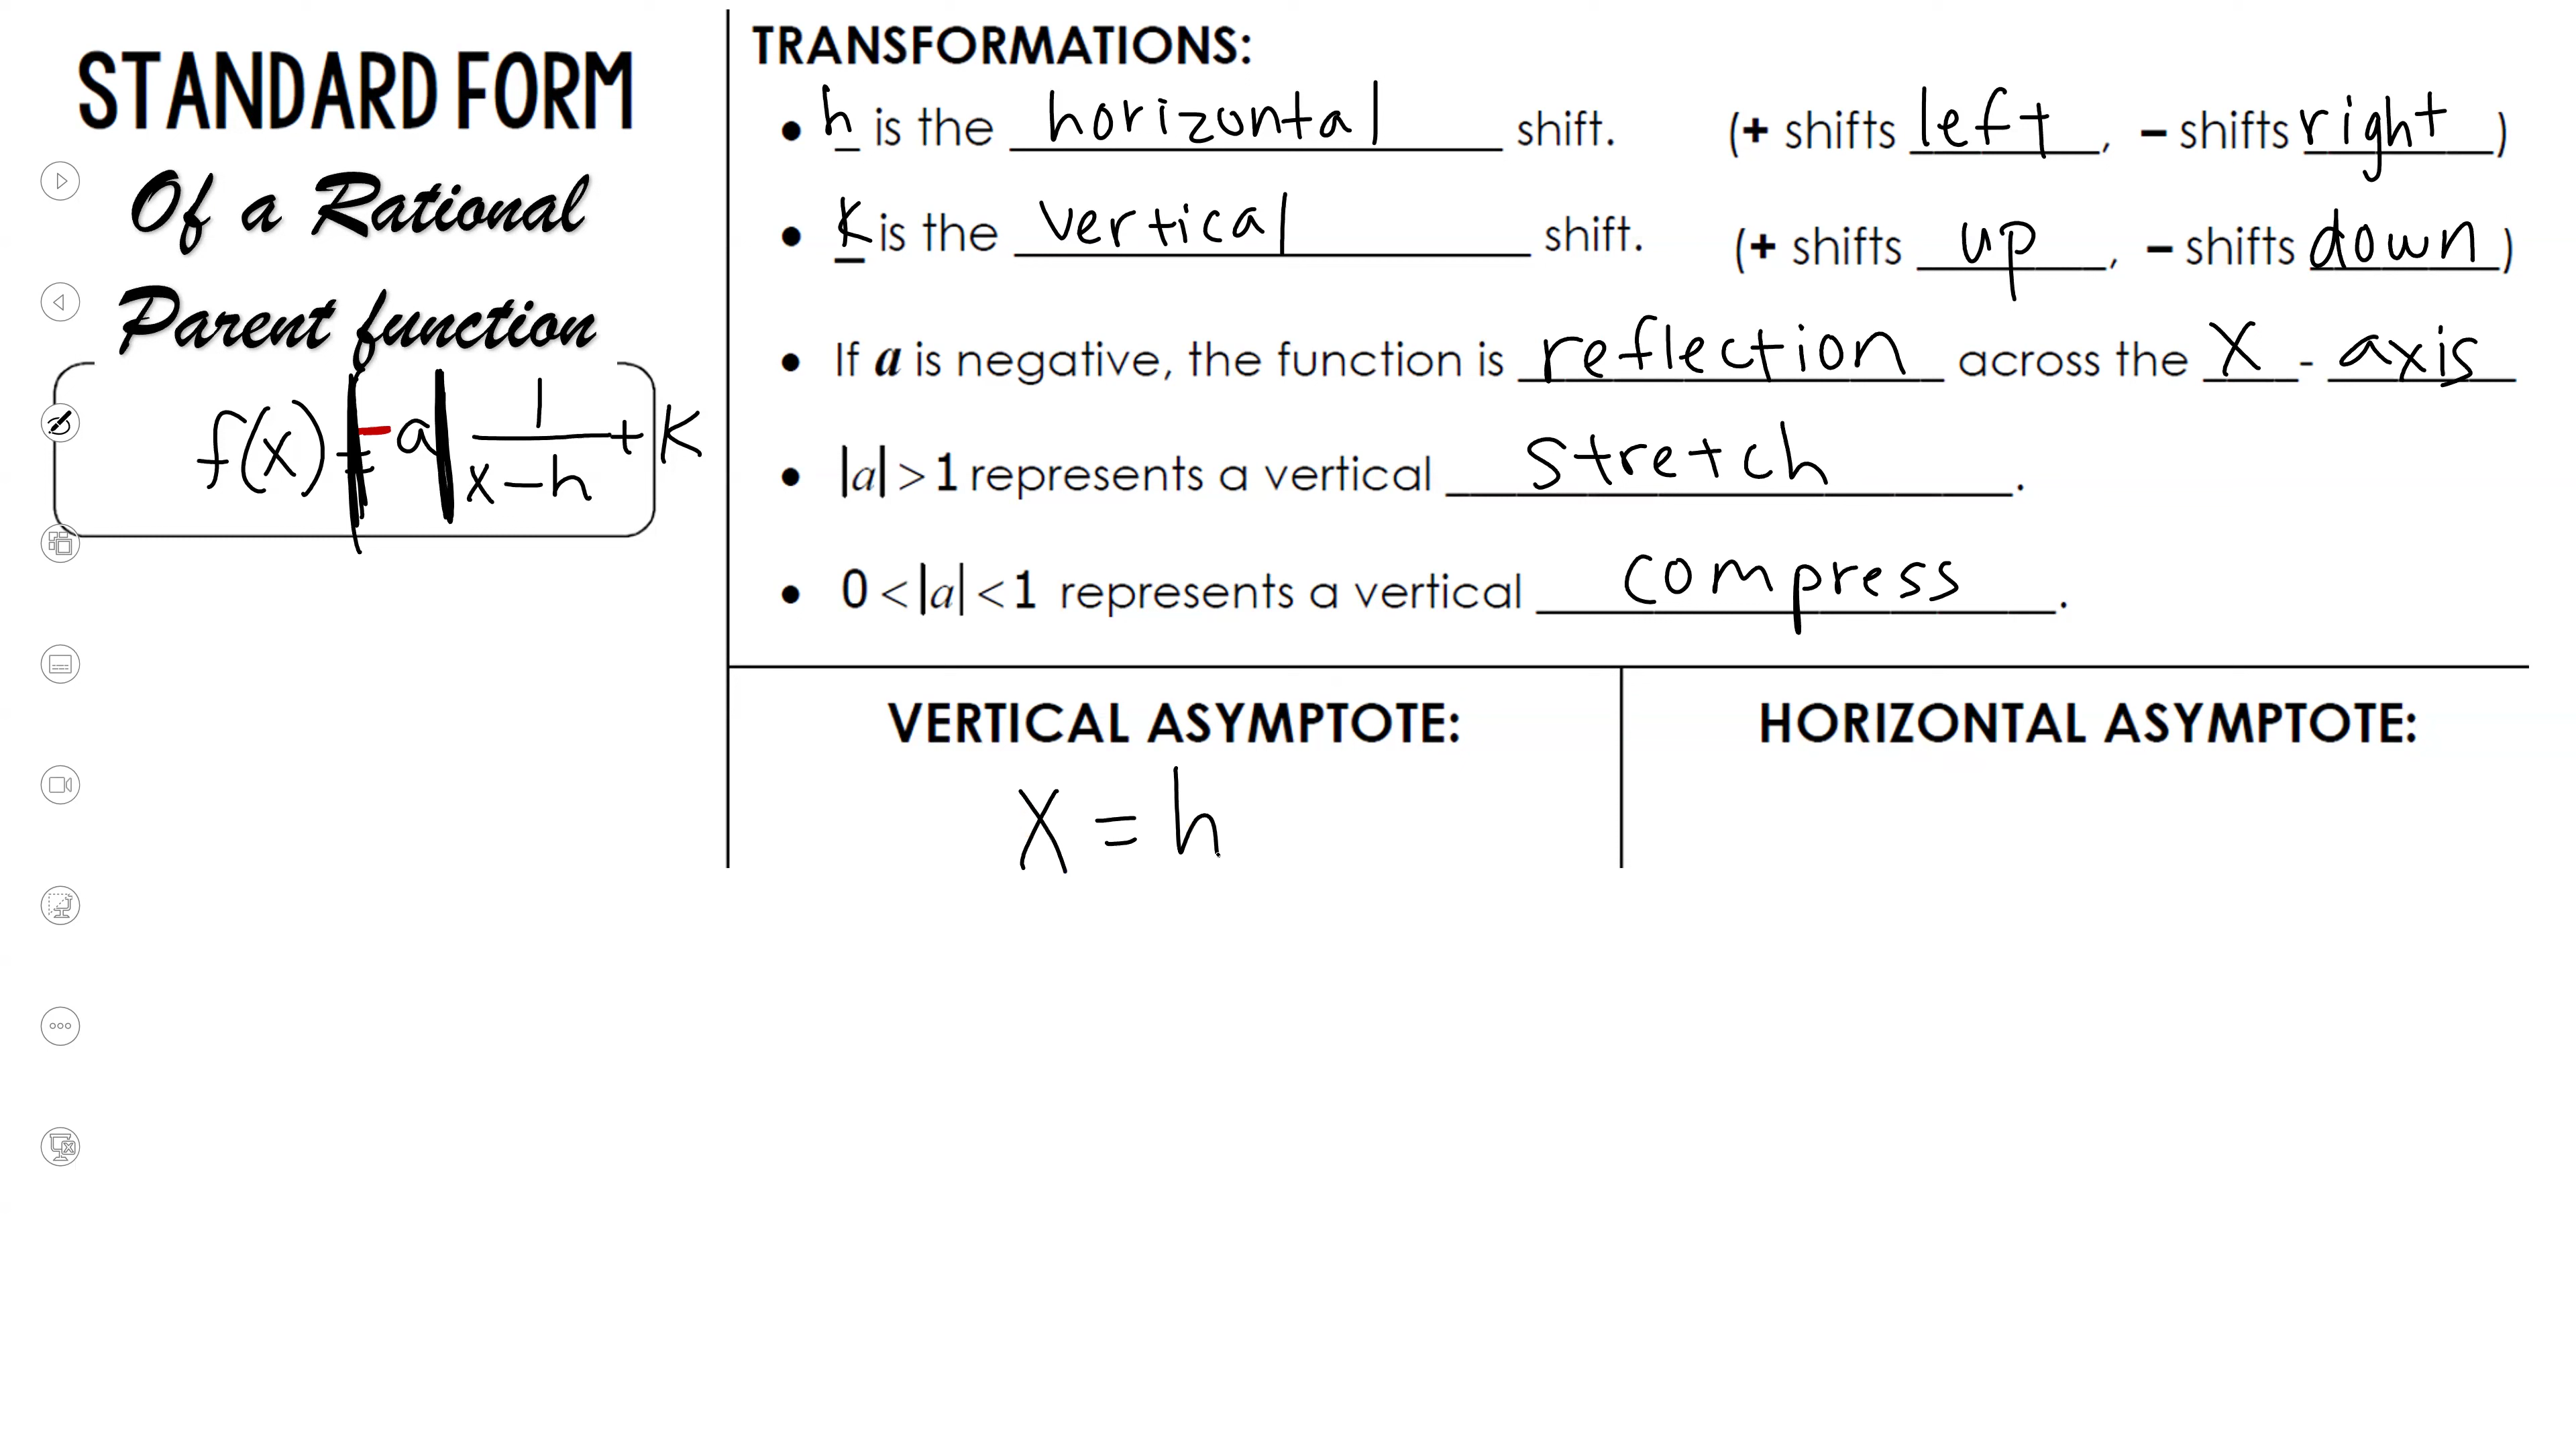 STANDARD FORM
Of a Rational
Parent function
f(x) = |-a| 1/(x-h) + k
TRANSFORMATIONS:
• h is the horizontal shift. (+ shifts left, – shifts right)
• k is the vertical shift. (+ shifts up, – shifts down)
• If a is negative, the function is reflection across the x - axis
• |a| > 1 represents a vertical stretch.
• 0 < |a| < 1 represents a vertical compress.
VERTICAL ASYMPTOTE:
x = h
HORIZONTAL ASYMPTOTE: